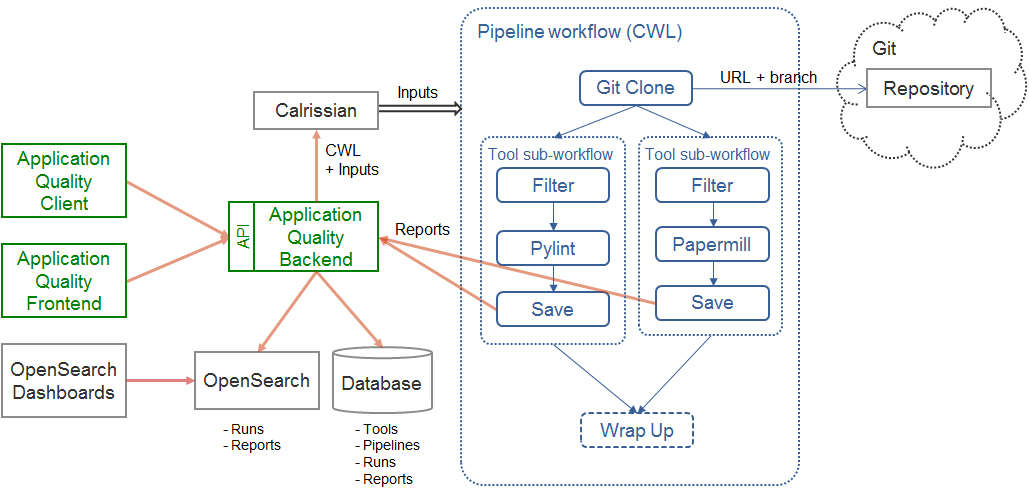 Pipeline workflow (CWL)
Git
URL + branch
Git Clone
Repository
Inputs
Calrissian
CWL
+ Inputs
Tool sub-workflow
Tool sub-workflow
Filter
Filter
Application
Quality
Client
API
Application
Quality
Backend
Reports
Pylint
Papermill
Application
Quality
Frontend
Save
Save
OpenSearch
Dashboards
OpenSearch
Database
Wrap Up
- Runs
- Reports
- Tools
- Pipelines
- Runs
- Reports